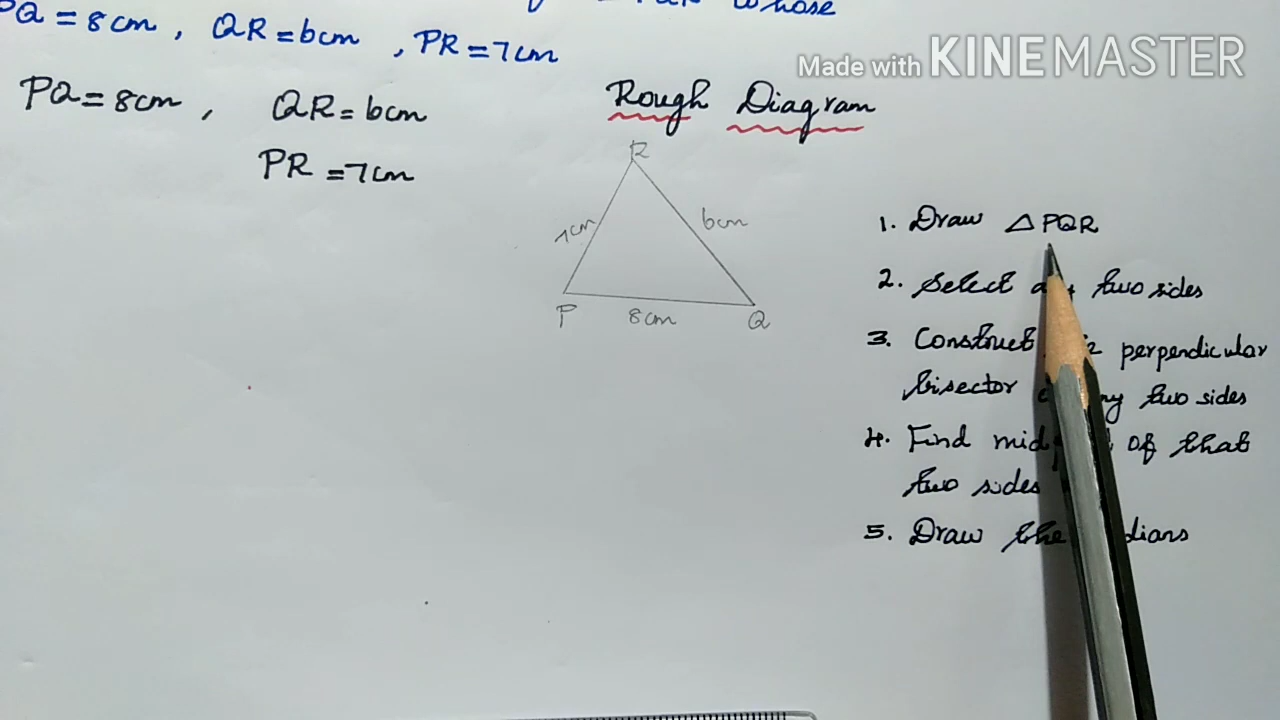 PQ = 8cm, QR = 6cm, PR = 7cm
whose
Made with KINEMASTER
PQ = 8cm, QR = 6cm
PR = 7cm
Rough Diagram
R
7cm
6cm
P
8cm
Q
1. Draw △PQR
2. Select two sides
3. Construct perpendicular
bisector two sides
4. Find of that
two sides
5. Draw the